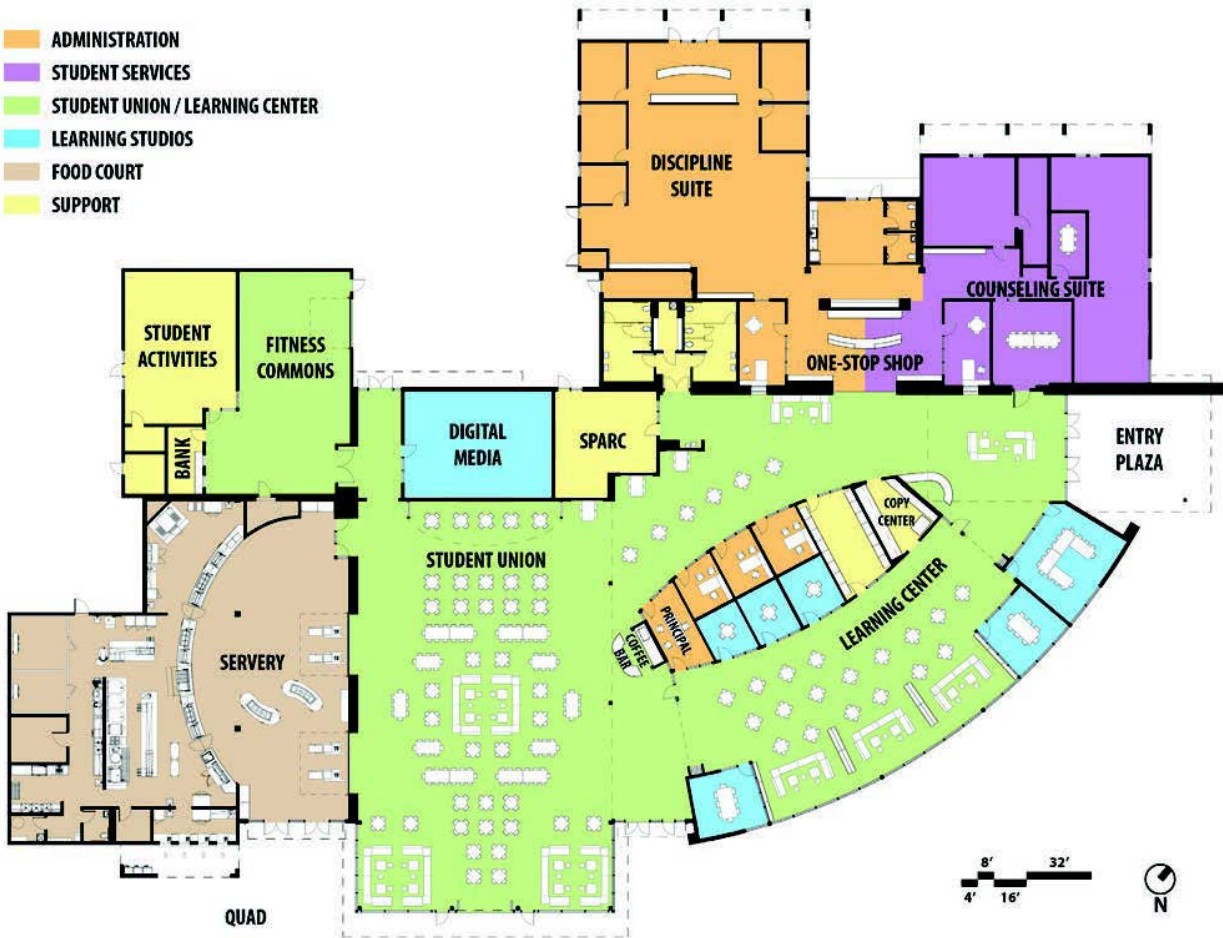 ADMINISTRATION
STUDENT SERVICES
STUDENT UNION / LEARNING CENTER
LEARNING STUDIOS
FOOD COURT
SUPPORT
DISCIPLINE
SUITE
COUNSELING SUITE
ONE-STOP SHOP
STUDENT
ACTIVITIES
FITNESS
COMMONS
BANK
DIGITAL
MEDIA
SPARC
ENTRY
PLAZA
COPY
CENTER
STUDENT UNION
LEARNING CENTER
PRINCIPAL
COFFEE
BAR
SERVERY
QUAD
8' 32'
4' 16'
N